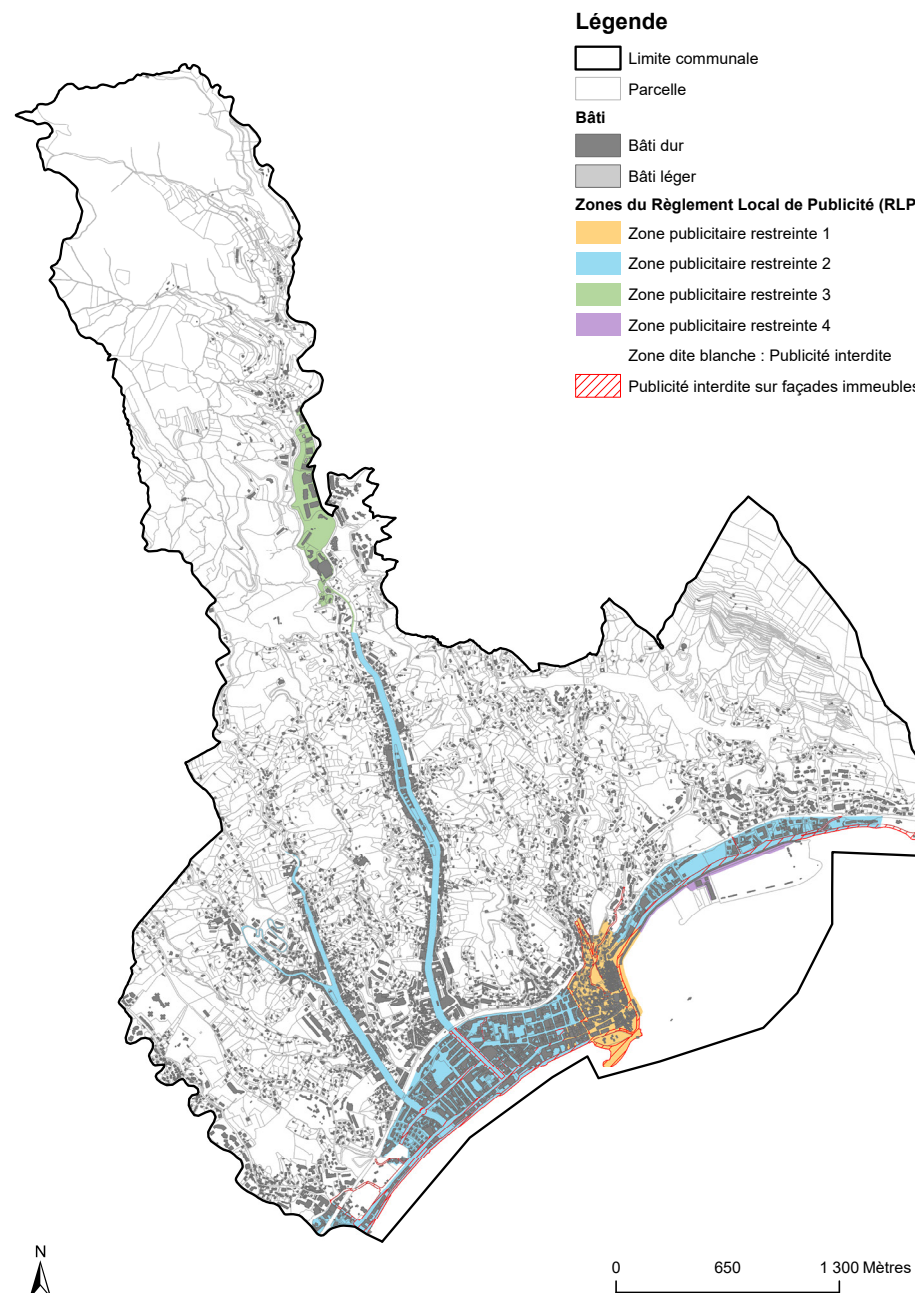 Légende
Limite communale
Parcelle
Bâti
Bâti dur
Bâti léger
Zones du Règlement Local de Publicité (RLP
Zone publicitaire restreinte 1
Zone publicitaire restreinte 2
Zone publicitaire restreinte 3
Zone publicitaire restreinte 4
Zone dite blanche : Publicité interdite
Publicité interdite sur façades immeubles
N
0 650 1 300 Mètres